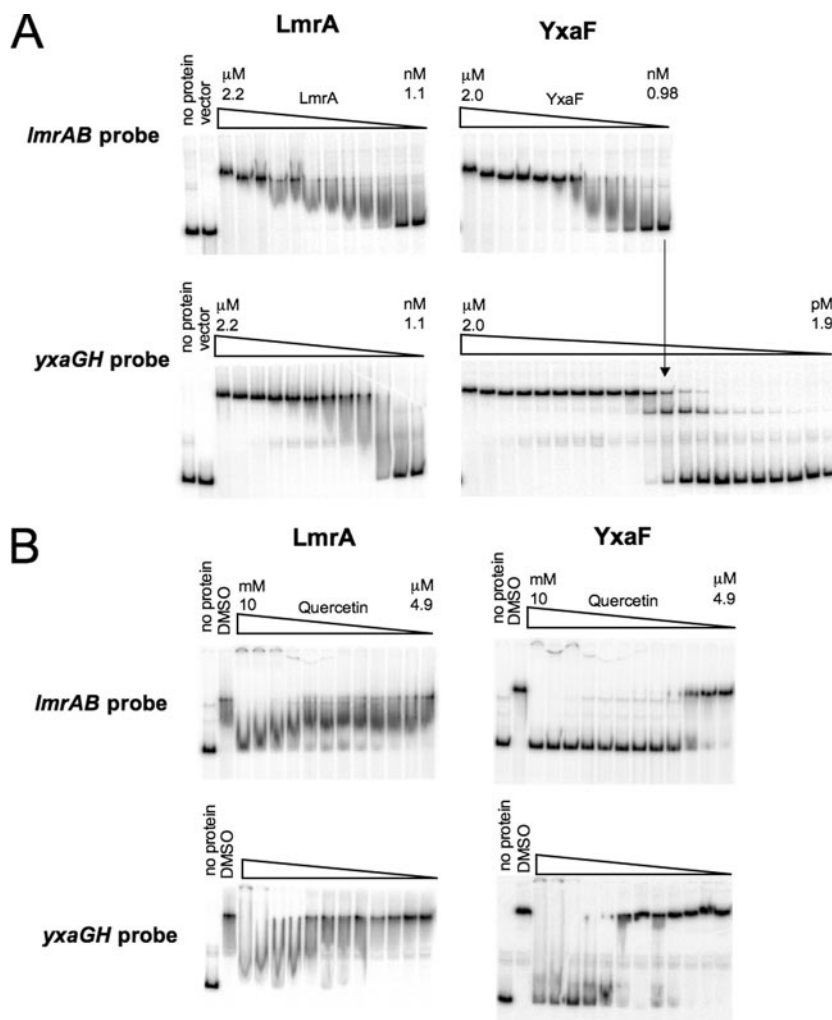 A
LmrA
YxaF
no protein
vector
μM
2.2
LmrA
nM
1.1
μM
2.0
YxaF
nM
0.98
lmrAB probe
no protein
vector
μM
2.2
nM
1.1
μM
2.0
pM
1.9
yxaGH probe
B
LmrA
YxaF
no protein
DMSO
mM
10
Quercetin
μM
4.9
no protein
DMSO
mM
10
Quercetin
μM
4.9
lmrAB probe
no protein
DMSO
no protein
DMSO
yxaGH probe